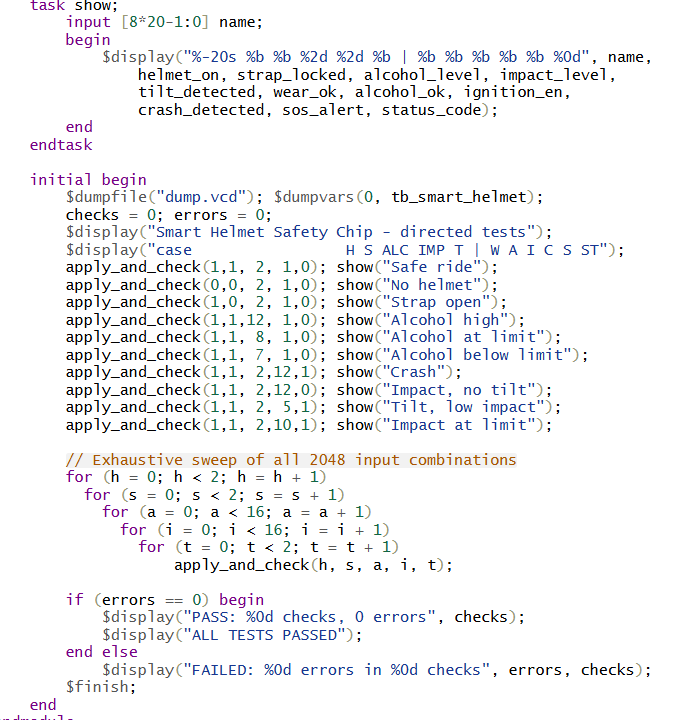 task show;
input [8*20-1:0] name;
begin
$display("%-20s %b %b %2d %2d %b | %b %b %b %b %b %0d", name,
helmet_on, strap_locked, alcohol_level, impact_level,
tilt_detected, wear_ok, alcohol_ok, ignition_en,
crash_detected, sos_alert, status_code);
end
endtask
initial begin
$dumpfile("dump.vcd"); $dumpvars(0, tb_smart_helmet);
checks = 0; errors = 0;
$display("Smart Helmet Safety Chip - directed tests");
$display("case                 H S ALC IMP T | W A I C S ST");
apply_and_check(1,1, 2, 1,0); show("Safe ride");
apply_and_check(0,0, 2, 1,0); show("No helmet");
apply_and_check(1,0, 2, 1,0); show("Strap open");
apply_and_check(1,1,12, 1,0); show("Alcohol high");
apply_and_check(1,1, 8, 1,0); show("Alcohol at limit");
apply_and_check(1,1, 7, 1,0); show("Alcohol below limit");
apply_and_check(1,1, 2,12,1); show("Crash");
apply_and_check(1,1, 2,12,0); show("Impact, no tilt");
apply_and_check(1,1, 2, 5,1); show("Tilt, low impact");
apply_and_check(1,1, 2,10,1); show("Impact at limit");
// Exhaustive sweep of all 2048 input combinations
for (h = 0; h < 2; h = h + 1)
for (s = 0; s < 2; s = s + 1)
for (a = 0; a < 16; a = a + 1)
for (i = 0; i < 16; i = i + 1)
for (t = 0; t < 2; t = t + 1)
apply_and_check(h, s, a, i, t);
if (errors == 0) begin
$display("PASS: %0d checks, 0 errors", checks);
$display("ALL TESTS PASSED");
end else
$display("FAILED: %0d errors in %0d checks", errors, checks);
$finish;
end